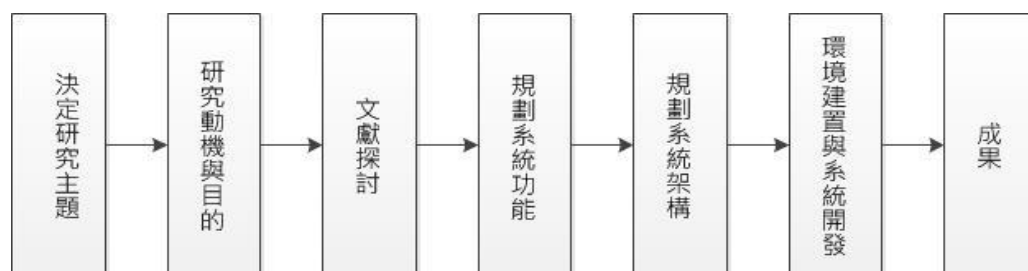 決定研究主題
研究動機與目的
文獻探討
規劃系統功能
規劃系統架構
環境建置與系統開發
成果